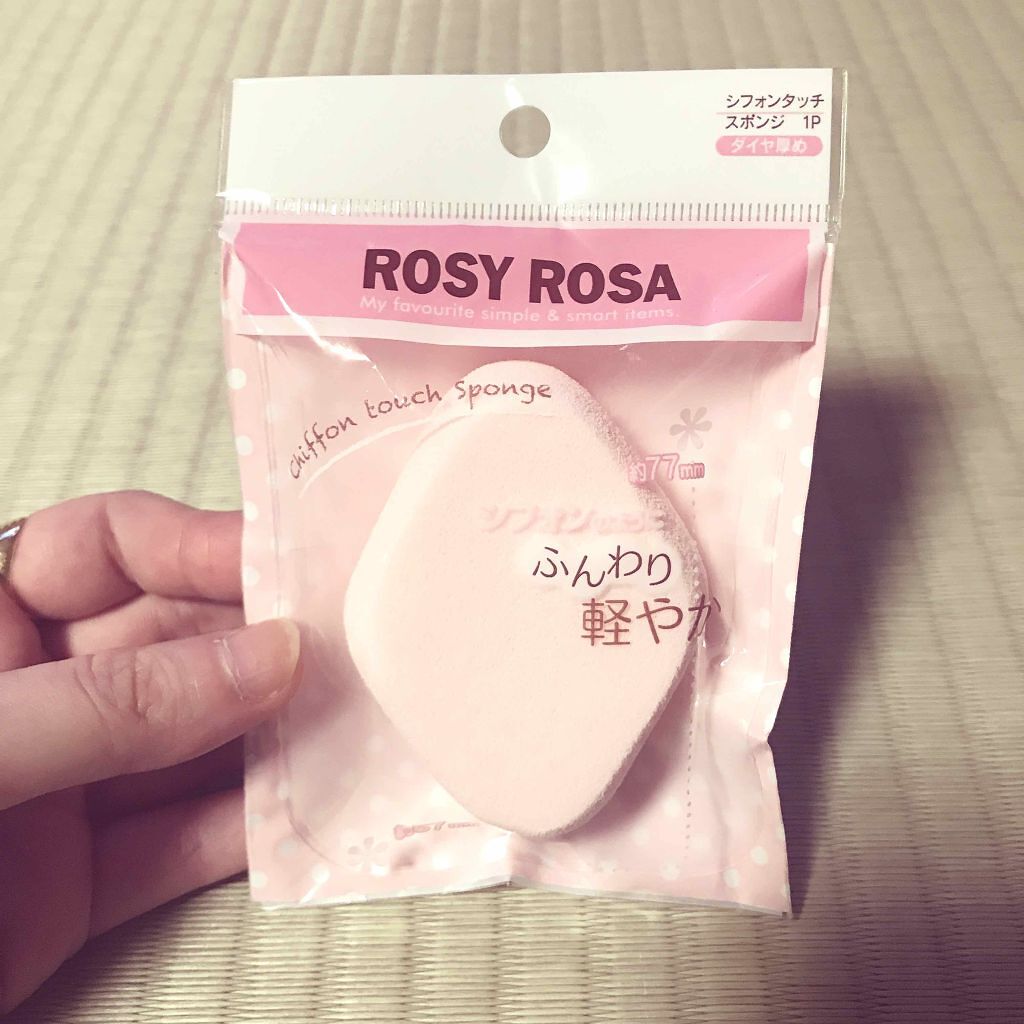 シフォンタッチ
スポンジ 1P
ダイヤ厚め
ROSY ROSA
My favourite simple & smart items.
Chiffon touch Sponge
約77mm
シフォンのように
ふんわり
軽やか